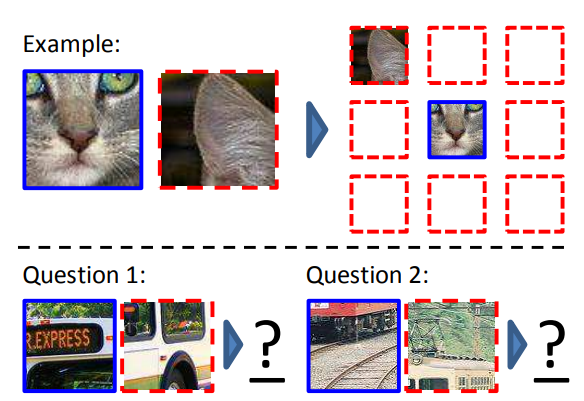 Example:
Question 1:
Question 2:
R.EXPRESS
?
?